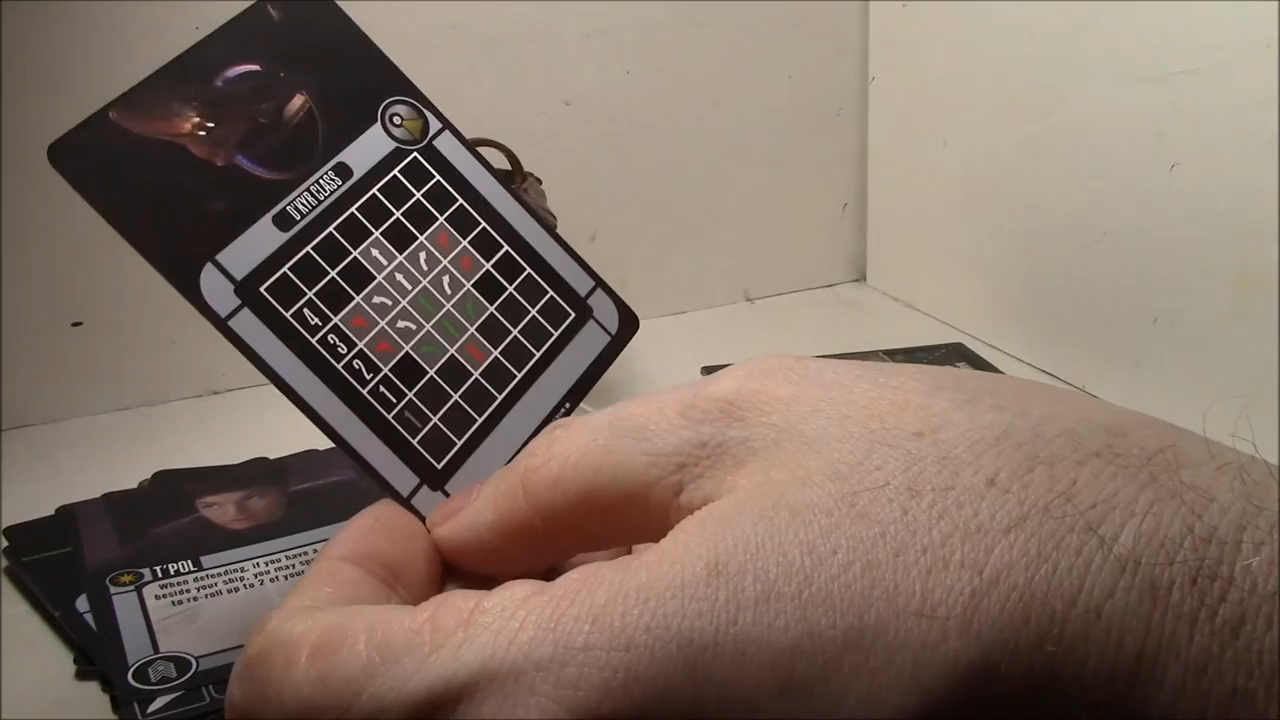 D'KYR CLASS
4
3
2
1
1
T'POL
When defending, if you have a
beside your ship, you may
to re-roll up to 2 of your